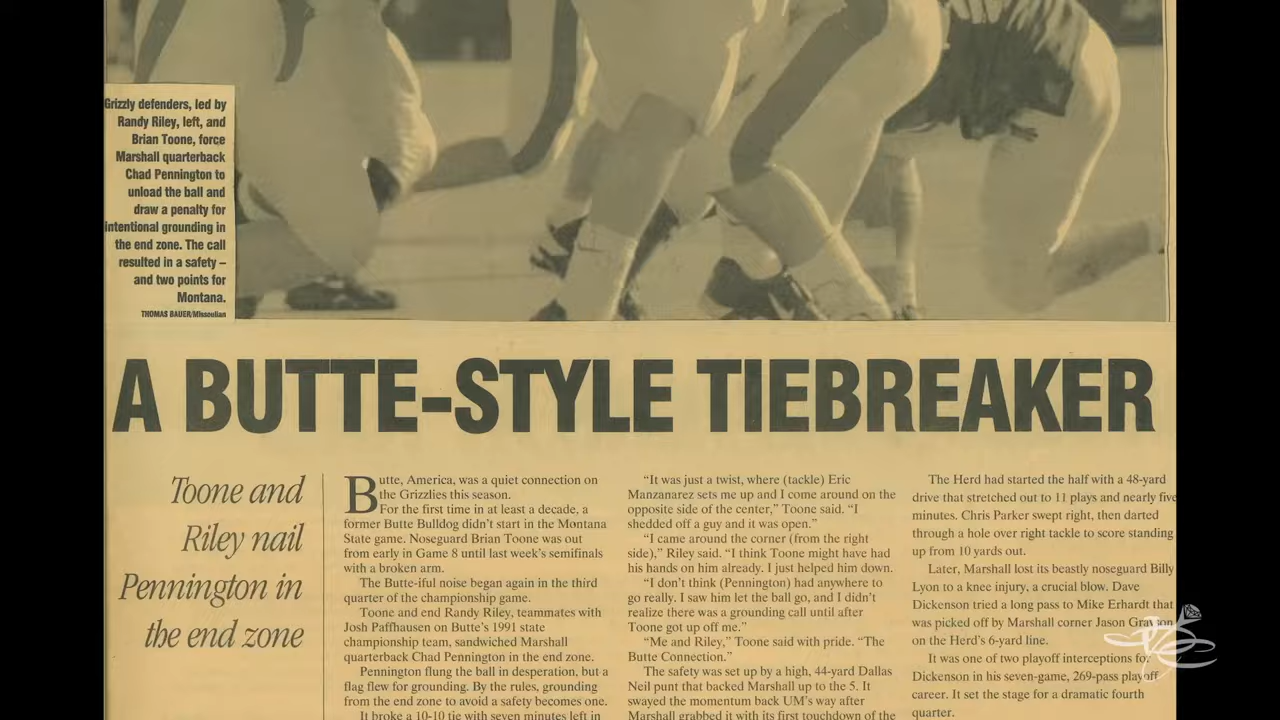 Grizzly defenders, led by
Randy Riley, left, and
Brian Toone, force
Marshall quarterback
Chad Pennington to
unload the ball and
draw a penalty for
intentional grounding in
the end zone. The call
resulted in a safety –
and two points for
Montana.
THOMAS BAUER/Missoulian
A BUTTE-STYLE TIEBREAKER
Toone and
Riley nail
Pennington in
the end zone
Butte, America, was a quiet connection on
the Grizzlies this season.
For the first time in at least a decade, a
former Butte Bulldog didn't start in the Montana
State game. Noseguard Brian Toone was out
from early in Game 8 until last week's semifinals
with a broken arm.
The Butte-iful noise began again in the third
quarter of the championship game.
Toone and end Randy Riley, teammates with
Josh Paffhausen on Butte's 1991 state
championship team, sandwiched Marshall
quarterback Chad Pennington in the end zone.
Pennington flung the ball in desperation, but a
flag flew for grounding. By the rules, grounding
from the end zone to avoid a safety becomes one.
It broke a 10-10 tie with seven minutes left in
"It was just a twist, where (tackle) Eric
Manzanarez sets me up and I come around on the
opposite side of the center," Toone said. "I
shedded off a guy and it was open."
"I came around the corner (from the right
side)," Riley said. "I think Toone might have had
his hands on him already. I just helped him down.
"I don't think (Pennington) had anywhere to
go really. I saw him let the ball go, and I didn't
realize there was a grounding call until after
Toone got up off me."
"Me and Riley," Toone said with pride. "The
Butte Connection."
The safety was set up by a high, 44-yard Dallas
Neil punt that backed Marshall up to the 5. It
swayed the momentum back UM's way after
Marshall grabbed it with its first touchdown of the
The Herd had started the half with a 48-yard
drive that stretched out to 11 plays and nearly five
minutes. Chris Parker swept right, then darted
through a hole over right tackle to score standing
up from 10 yards out.
Later, Marshall lost its beastly noseguard Billy
Lyon to a knee injury, a crucial blow. Dave
Dickenson tried a long pass to Mike Erhardt that
was picked off by Marshall corner Jason Grayson
on the Herd's 6-yard line.
It was one of two playoff interceptions for
Dickenson in his seven-game, 269-pass playoff
career. It set the stage for a dramatic fourth
quarter.